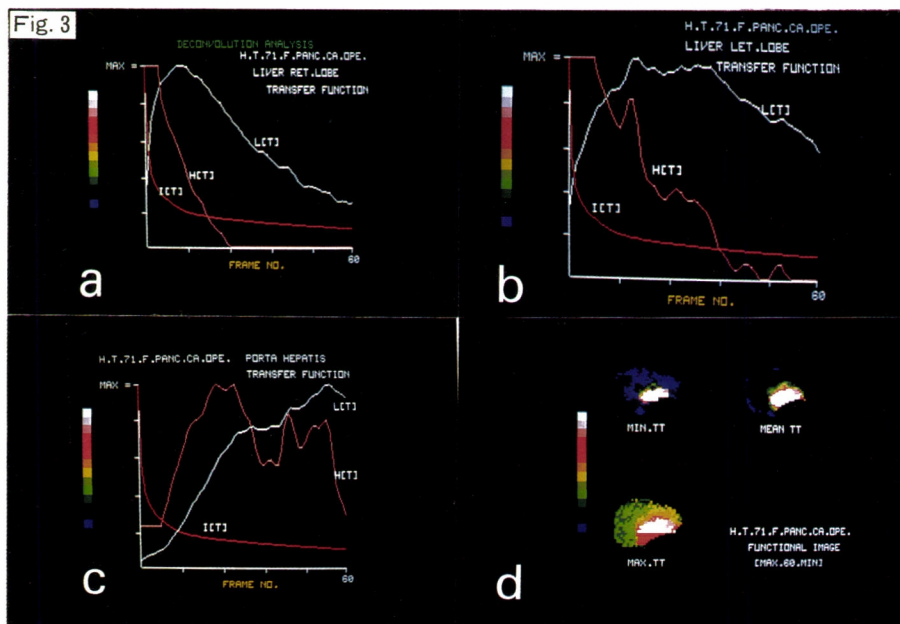 Fig. 3
DECONVOLUTION ANALYSIS
H.T.71.F.PANC.CA.OPE.
LIVER RET.LOBE
TRANSFER FUNCTION
MAX =
L[T]
H[T]
I[T]
60
FRAME NO.
a
H.T.71.F.PANC.CA.OPE.
LIVER LET.LOBE
TRANSFER FUNCTION
MAX =
L[T]
H[T]
I[T]
60
FRAME NO.
b
H.T.71.F.PANC.CA.OPE. PORTA HEPATIS
TRANSFER FUNCTION
MAX =
L[T]
H[T]
I[T]
60
FRAME NO.
c
MIN.TT
MEAN TT
MAX.TT
H.T.71.F.PANC.CA.OPE.
FUNCTIONAL IMAGE
[MAX.60.MIN]
d